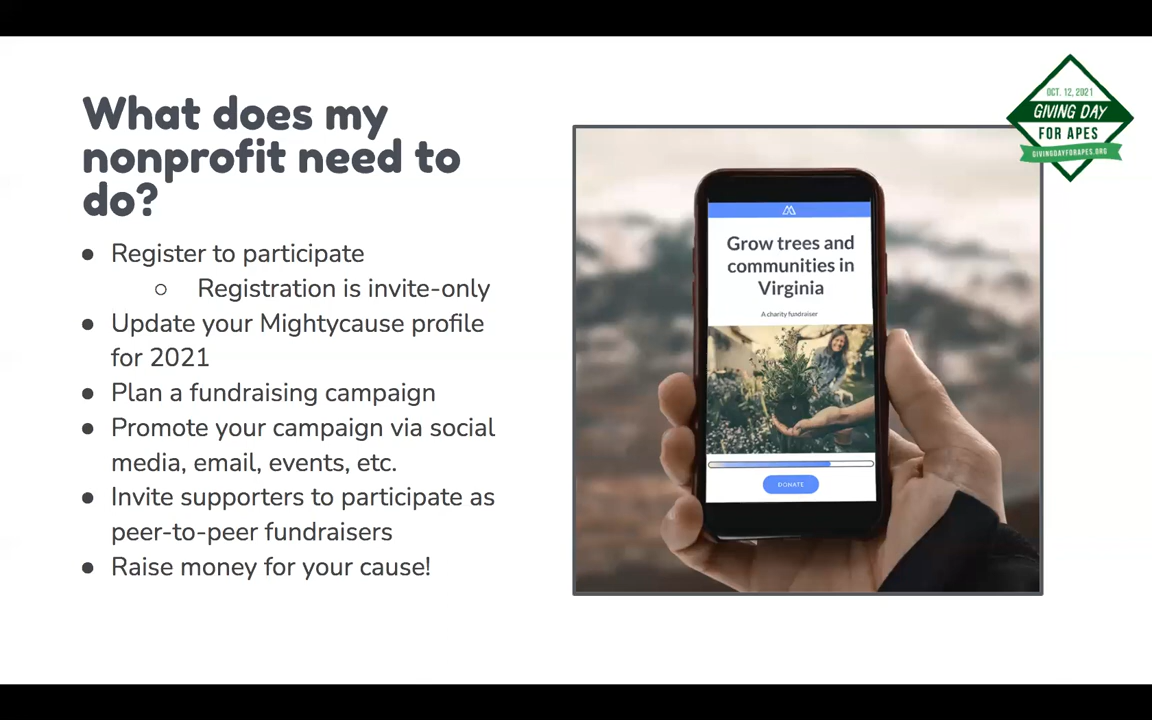 What does my
nonprofit need to
do?
● Register to participate
○ Registration is invite-only
● Update your Mightycause profile
for 2021
● Plan a fundraising campaign
● Promote your campaign via social
media, email, events, etc.
● Invite supporters to participate as
peer-to-peer fundraisers
● Raise money for your cause!
OCT. 12, 2021
GIVING DAY
FOR APES
GIVINGDAYFORAPES.ORG
Grow trees and
communities in
Virginia
A charity fundraiser
DONATE